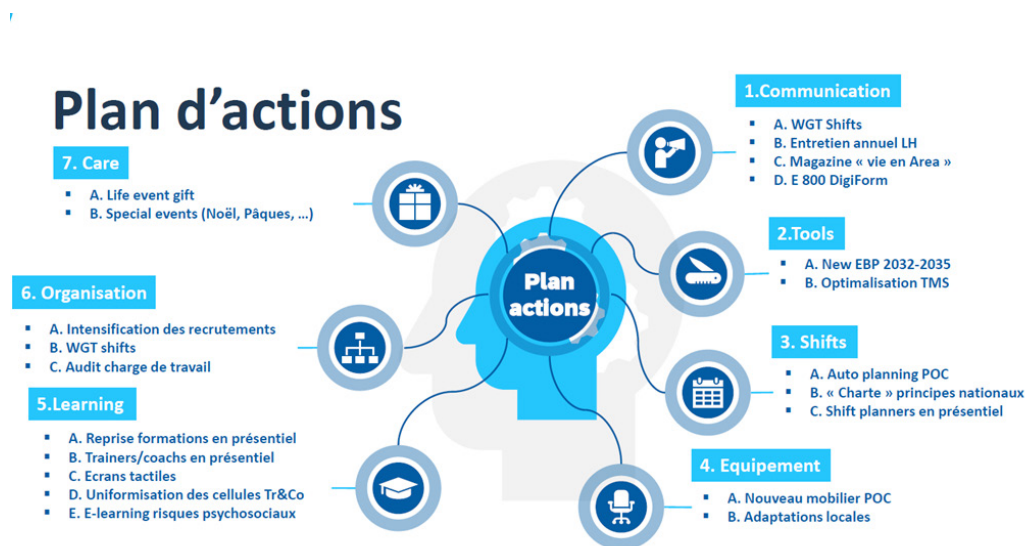 Plan d'actions
1.Communication
A. WGT Shifts
B. Entretien annuel LH
C. Magazine « vie en Area »
D. E 800 DigiForm
2.Tools
A. New EBP 2032-2035
B. Optimalisation TMS
3. Shifts
A. Auto planning POC
B. « Charte » principes nationaux
C. Shift planners en présentiel
4. Equipement
A. Nouveau mobilier POC
B. Adaptations locales
5.Learning
A. Reprise formations en présentiel
B. Trainers/coachs en présentiel
C. Ecrans tactiles
D. Uniformisation des cellules Tr&Co
E. E-learning risques psychosociaux
6. Organisation
A. Intensification des recrutements
B. WGT shifts
C. Audit charge de travail
7. Care
A. Life event gift
B. Special events (Noël, Pâques, ...)
Plan
actions